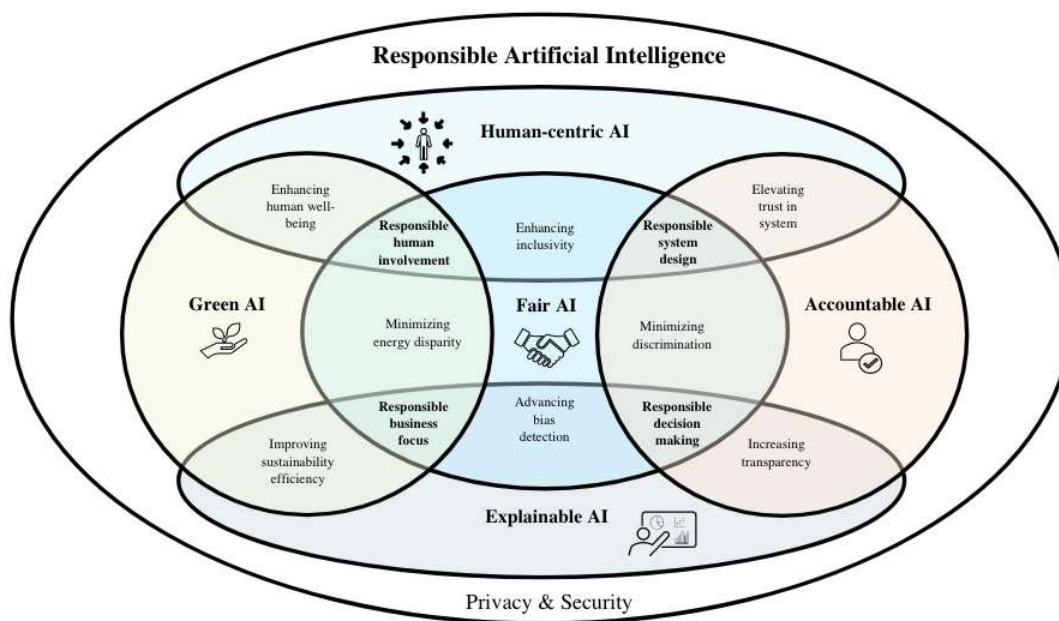 Responsible Artificial Intelligence
Human-centric AI
Enhancing
human well-
being
Elevating
trust in
system
Responsible
human
involvement
Enhancing
inclusivity
Responsible
system
design
Green AI
Fair AI
Accountable AI
Minimizing
energy disparity
Minimizing
discrimination
Responsible
business
focus
Advancing
bias
detection
Responsible
decision
making
Improving
sustainability
efficiency
Increasing
transparency
Explainable AI
Privacy & Security